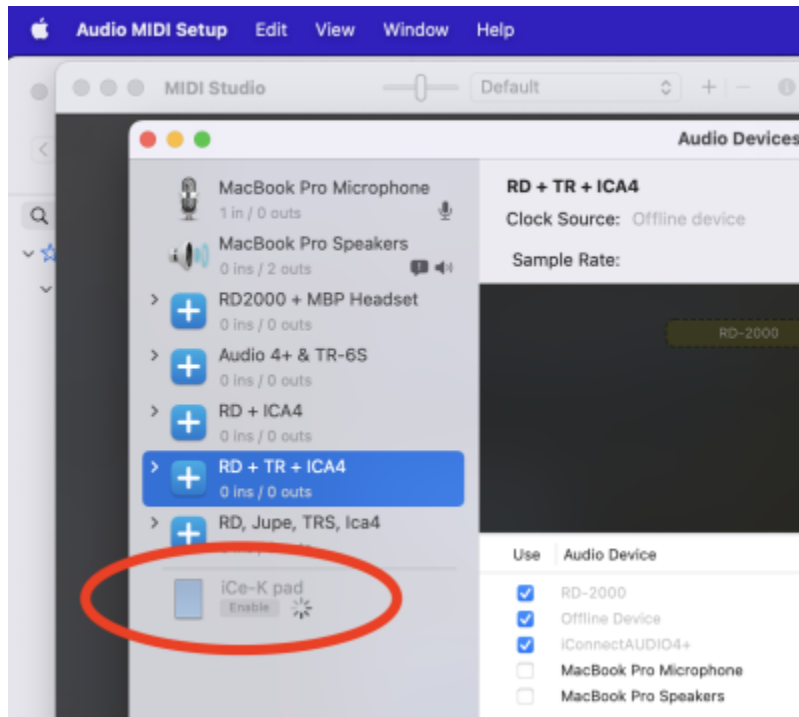 Audio MIDI Setup Edit View Window Help
MIDI Studio Default
Audio Devices
MacBook Pro Microphone
1 in / 0 outs
MacBook Pro Speakers
0 ins / 2 outs
RD2000 + MBP Headset
0 ins / 0 outs
Audio 4+ & TR-6S
0 ins / 0 outs
RD + ICA4
0 ins / 0 outs
RD + TR + ICA4
0 ins / 0 outs
RD, Jupe, TRS, Ica4
iCe-K pad
Enable
RD + TR + ICA4
Clock Source: Offline device
Sample Rate:
RD-2000
Use Audio Device
RD-2000
Offline Device
iConnectAUDIO4+
MacBook Pro Microphone
MacBook Pro Speakers